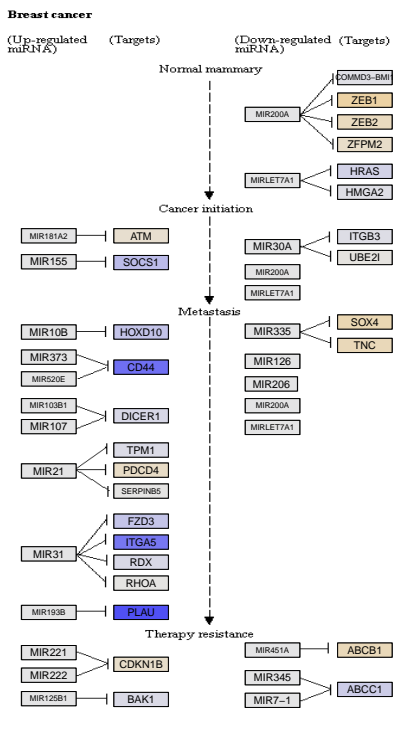 Breast cancer
(Up-regulated miRNA) (Targets) (Down-regulated miRNA) (Targets)
Normal mammary
COMMD3-BMI1
ZEB1
MIR200A
ZEB2
ZFPM2
HRAS
MIRLET7A1
HMGA2
Cancer initiation
MIR181A2 ATM ITGB3
MIR30A
MIR155 SOCS1 UBE2I
MIR200A
MIRLET7A1
Metastasis
MIR10B HOXD10 MIR335 SOX4
TNC
MIR373 CD44 MIR126
MIR520E MIR206
MIR103B1 DICER1 MIR200A
MIR107 MIRLET7A1
TPM1
MIR21 PDCD4
SERPINB5
FZD3
ITGA5
MIR31
RDX
RHOA
MIR193B PLAU
Therapy resistance
MIR221 MIR451A ABCB1
CDKN1B
MIR222 MIR345
ABCC1
MIR125B1 BAK1 MIR7-1